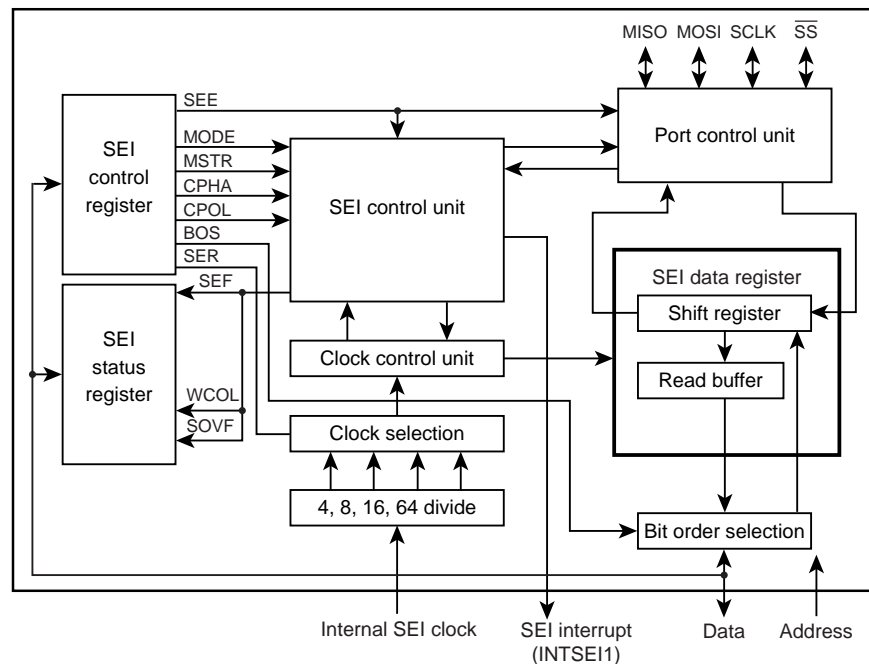 MISO MOSI SCLK SS
SEE
MODE
MSTR
CPHA
CPOL
BOS
SER
SEI
control
register
SEI control unit
Port control unit
SEF
SEI
status
register
WCOL
SOVF
SEI data register
Shift register
Read buffer
Clock control unit
Clock selection
4, 8, 16, 64 divide
Bit order selection
Internal SEI clock
SEI interrupt
(INTSEI1)
Data
Address